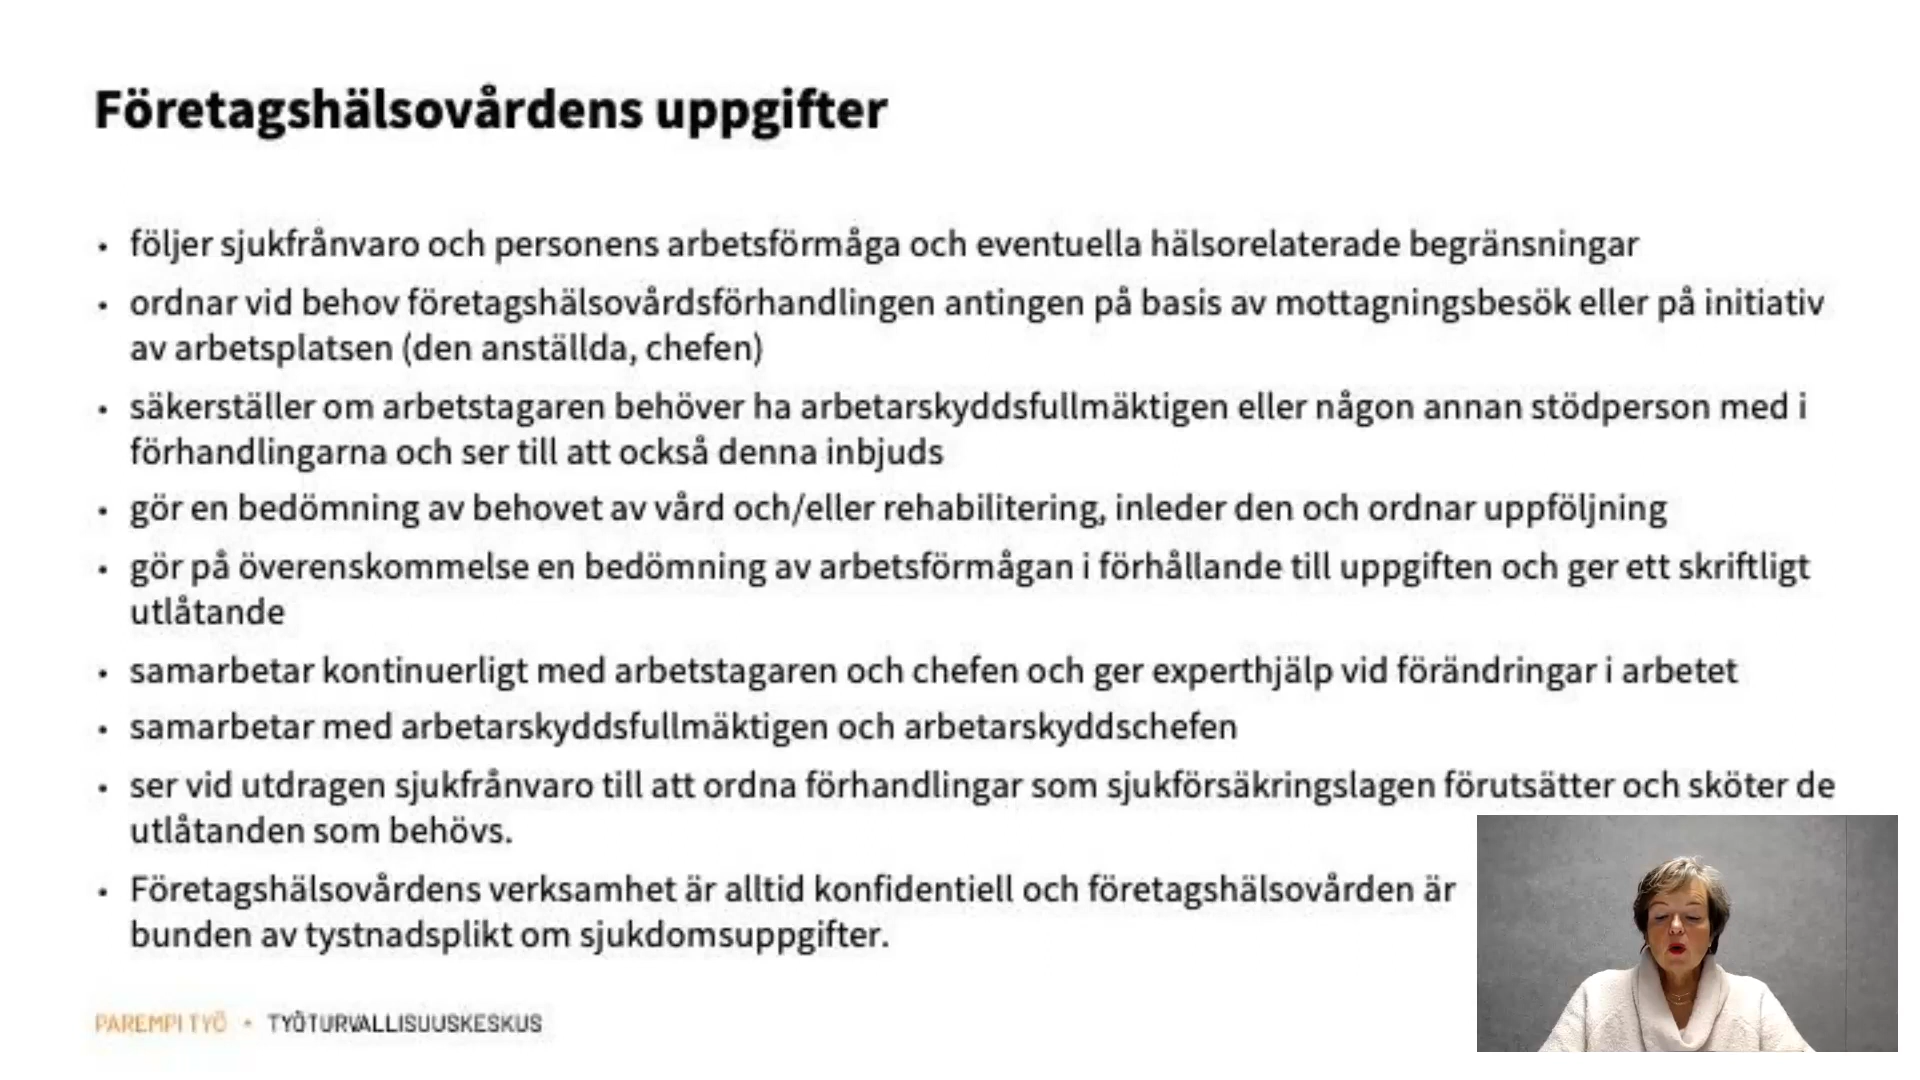 Företagshälsovårdens uppgifter
• följer sjukfrånvaro och personens arbetsförmåga och eventuella hälsorelaterade begränsningar
• ordnar vid behov företagshälsovårdsförhandlingen antingen på basis av mottagningsbesök eller på initiativ
av arbetsplatsen (den anställda, chefen)
• säkerställer om arbetstagaren behöver ha arbetarskyddsfullmäktigen eller någon annan stödperson med i
förhandlingarna och ser till att också denna inbjuds
• gör en bedömning av behovet av vård och/eller rehabilitering, inleder den och ordnar uppföljning
• gör på överenskommelse en bedömning av arbetsförmågan i förhållande till uppgiften och ger ett skriftligt
utlåtande
• samarbetar kontinuerligt med arbetstagaren och chefen och ger experthjälp vid förändringar i arbetet
• samarbetar med arbetarskyddsfullmäktigen och arbetarskyddschefen
• ser vid utdragen sjukfrånvaro till att ordna förhandlingar som sjukförsäkringslagen förutsätter och sköter de
utlåtanden som behövs.
• Företagshälsovårdens verksamhet är alltid konfidentiell och företagshälsovården är
bunden av tystnadsplikt om sjukdomsuppgifter.
PAREMPI TYÖ • TYÖTURVALLISUUSKESKUS